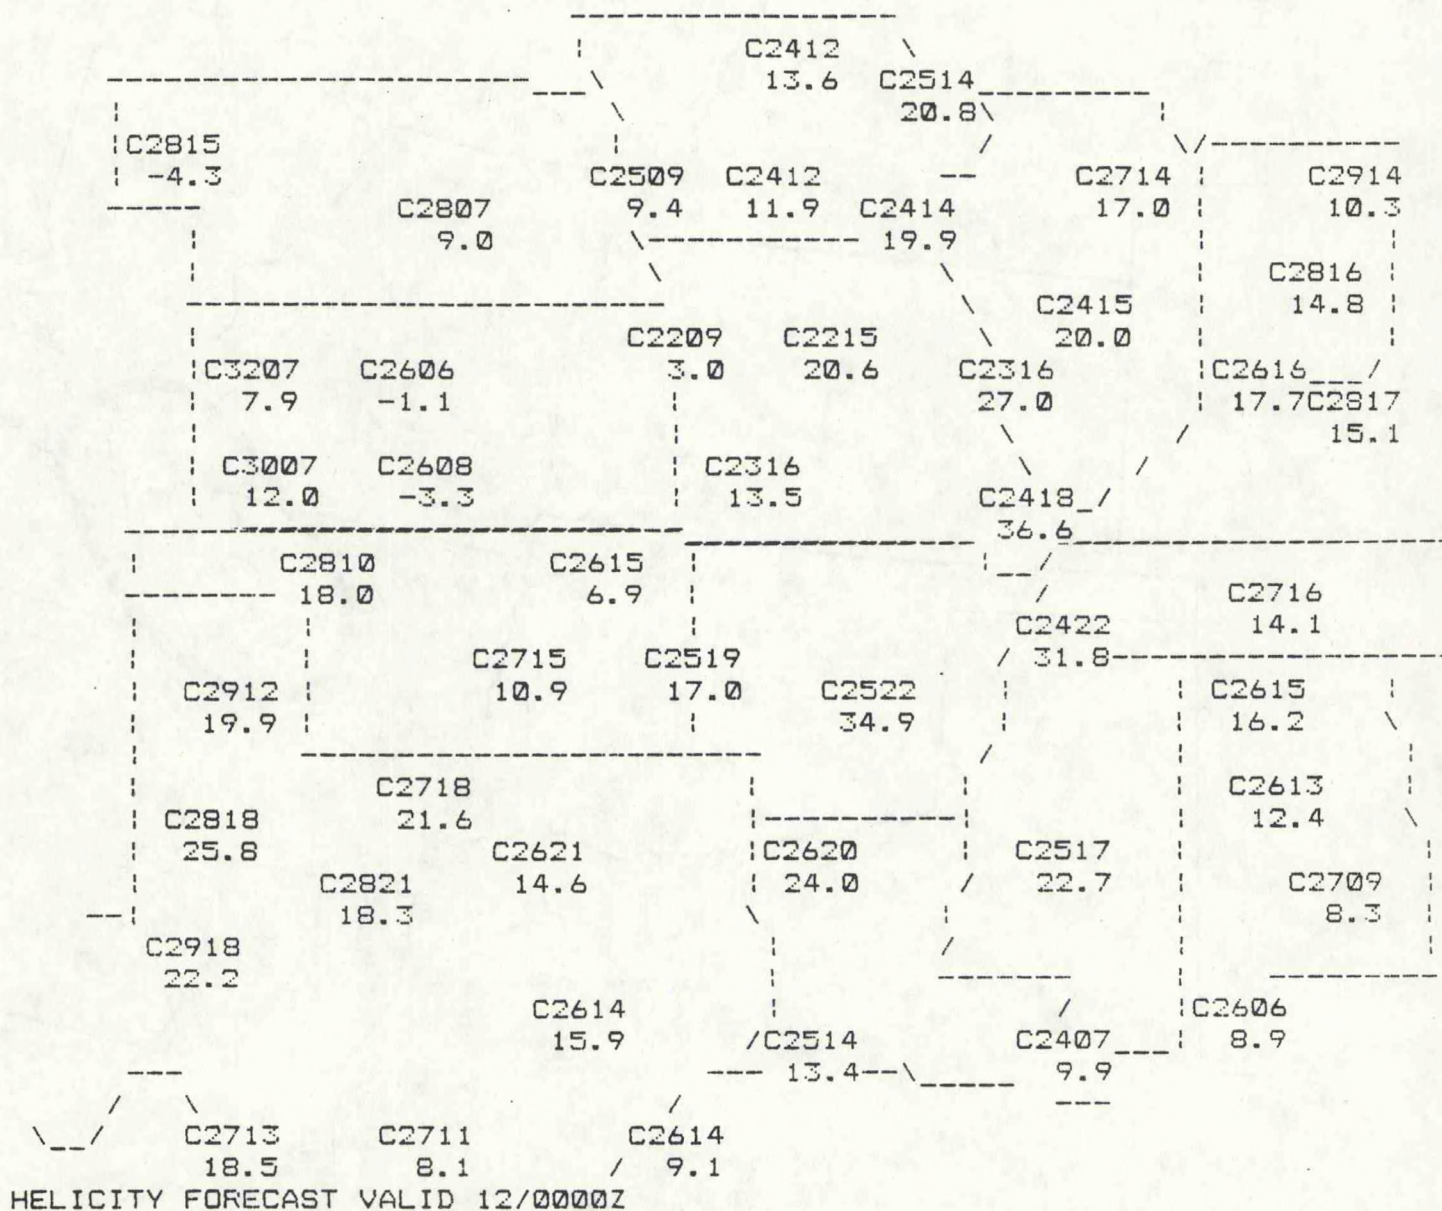 C2412
13.6 C2514
20.8
C2815
-4.3 C2509 C2412 C2714 C2914
C2807 9.4 11.9 C2414 17.0 10.3
9.0 19.9
C2816
C2415 14.8
C2209 C2215 20.0
C3207 C2606 3.0 20.6 C2316 C2616
7.9 -1.1 27.0 17.7C2817
15.1
C3007 C2608 C2316
12.0 -3.3 13.5 C2418
36.6
C2810 C2615
18.0 6.9 C2716
C2422 14.1
C2715 C2519 31.8
C2912 10.9 17.0 C2522 C2615
19.9 34.9 16.2
C2718 C2613
C2818 21.6 12.4
25.8 C2621 C2620 C2517
C2821 14.6 24.0 22.7 C2709
18.3 8.3
C2918
22.2
C2614 C2606
15.9 C2514 C2407 8.9
13.4 9.9
C2713 C2711 C2614
18.5 8.1 9.1
HELICITY FORECAST VALID 12/0000Z